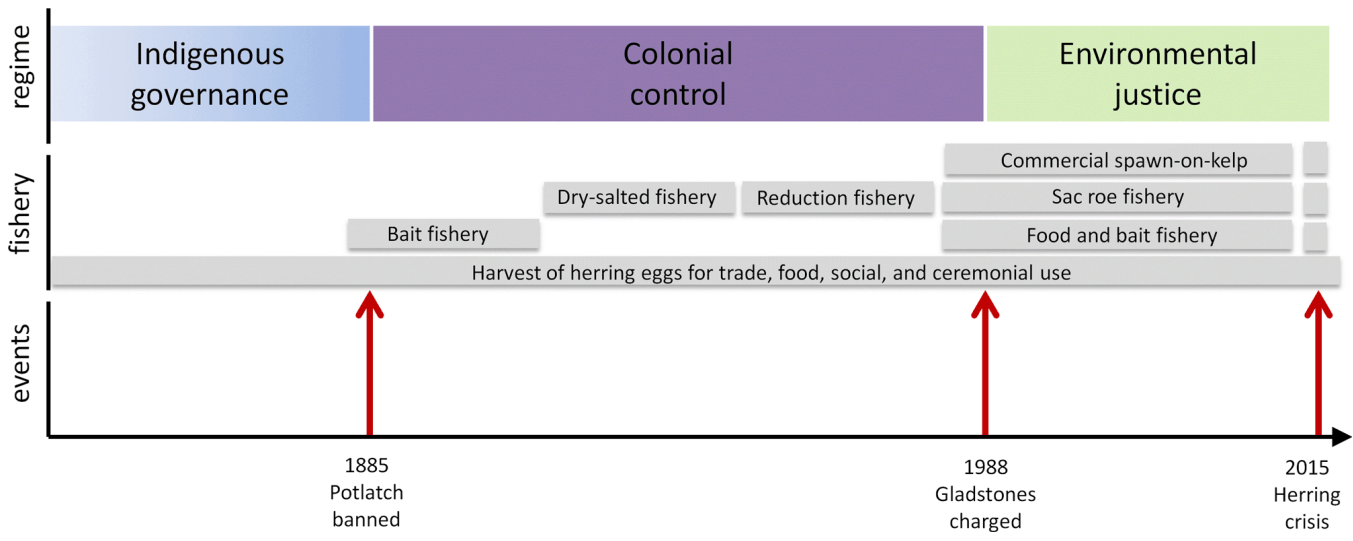 regime
Indigenous
governance
Colonial
control
Environmental
justice
fishery
Commercial spawn-on-kelp
Dry-salted fishery
Reduction fishery
Sac roe fishery
Bait fishery
Food and bait fishery
Harvest of herring eggs for trade, food, social, and ceremonial use
events
1885
Potlatch
banned
1988
Gladstones
charged
2015
Herring
crisis